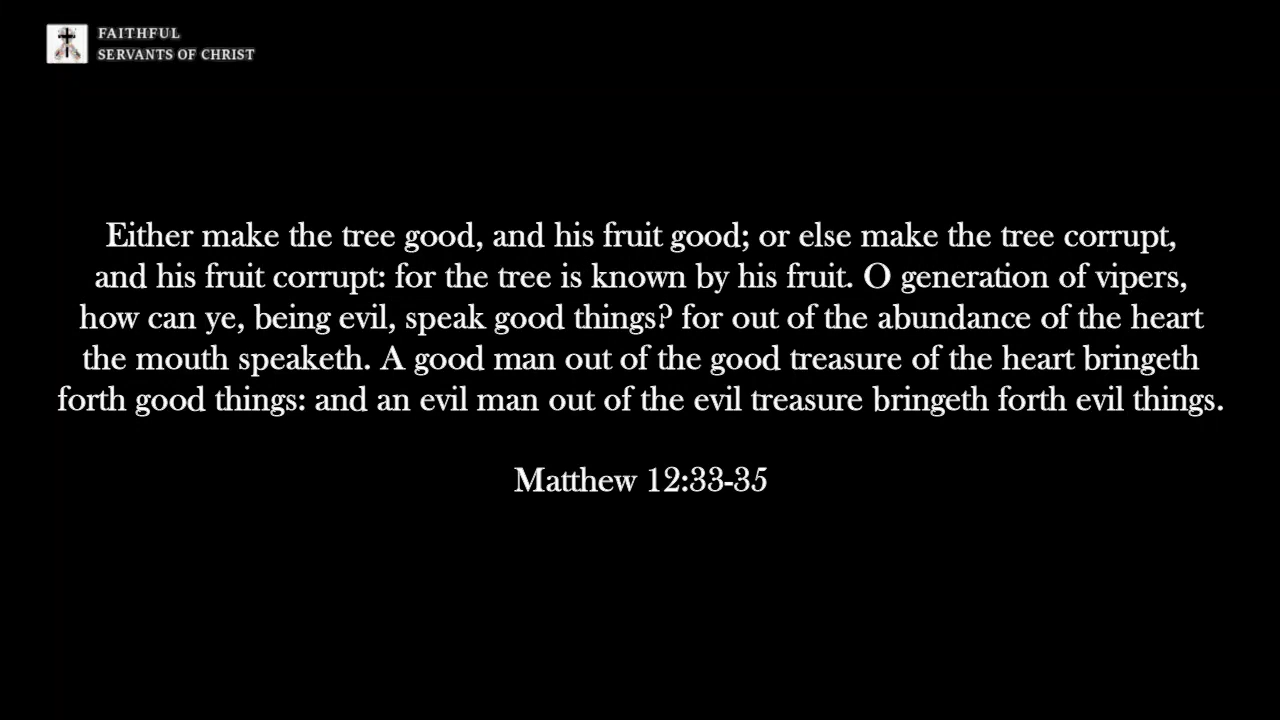 FAITHFUL
SERVANTS OF CHRIST
Either make the tree good, and his fruit good; or else make the tree corrupt,
and his fruit corrupt: for the tree is known by his fruit. O generation of vipers,
how can ye, being evil, speak good things? for out of the abundance of the heart
the mouth speaketh. A good man out of the good treasure of the heart bringeth
forth good things: and an evil man out of the evil treasure bringeth forth evil things.
Matthew 12:33-35